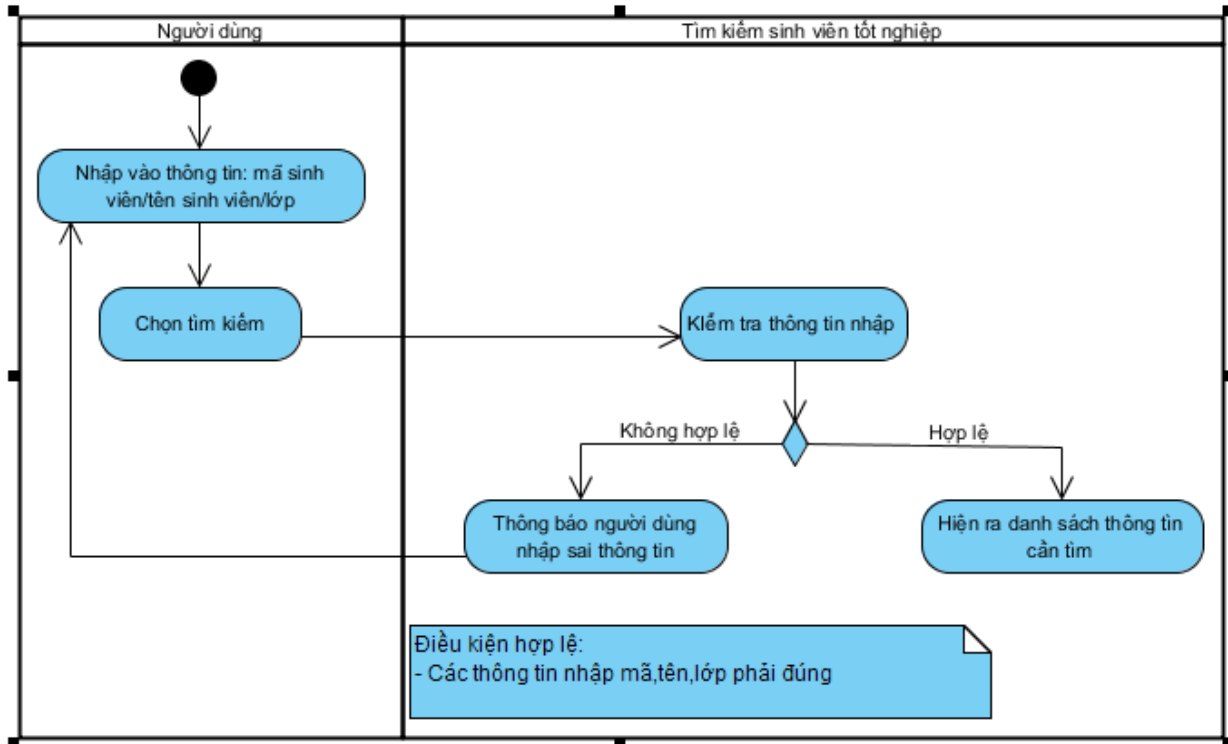 Người dùng
Tìm kiếm sinh viên tốt nghiệp
Nhập vào thông tin: mã sinh
viên/tên sinh viên/lớp
Chọn tìm kiếm
KIểm tra thông tin nhập
Không hợp lệ
Hợp lệ
Thông báo người dùng
nhập sai thông tin
Hiện ra danh sách thông tìn
cần tìm
Điều kiện hợp lệ:
- Các thông tin nhập mã,tên,lớp phải đúng